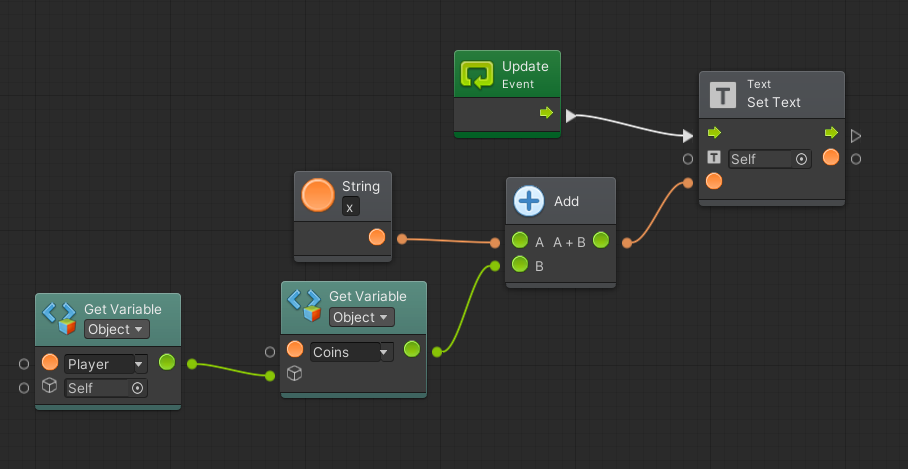 Update
Event
Text
Set Text
Self
String
x
Add
A A + B
B
Get Variable
Object
Coins
Get Variable
Object
Player
Self